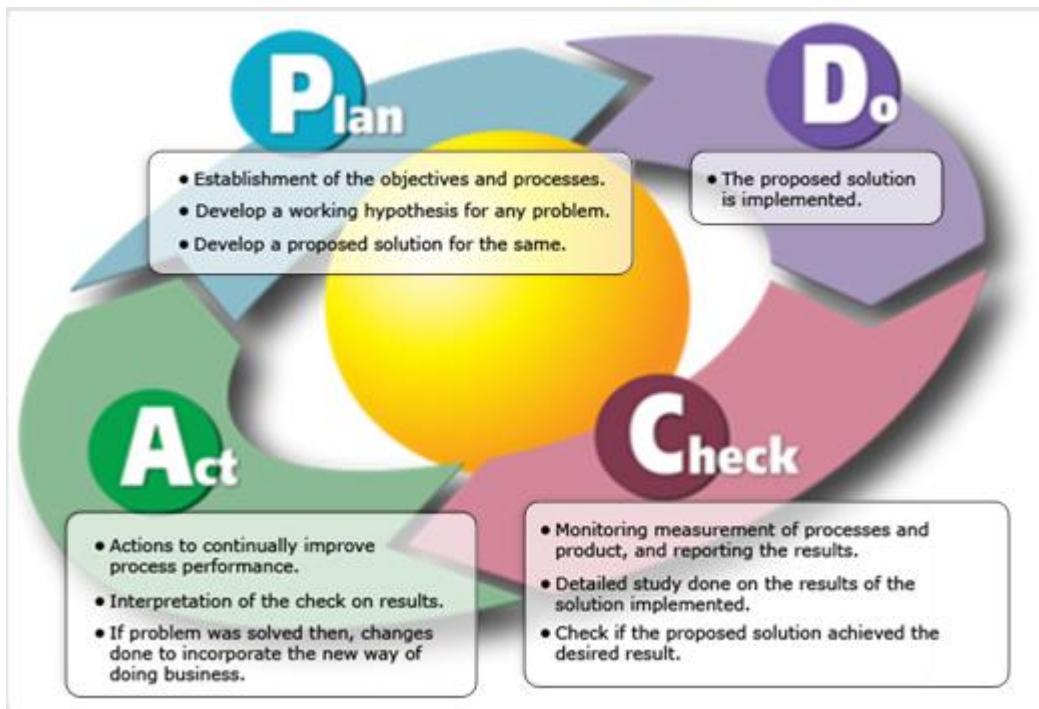 Plan
• Establishment of the objectives and processes.
• Develop a working hypothesis for any problem.
• Develop a proposed solution for the same.
Do
• The proposed solution
is implemented.
Check
• Monitoring measurement of processes and
product, and reporting the results.
• Detailed study done on the results of the
solution implemented.
• Check if the proposed solution achieved the
desired result.
Act
• Actions to continually improve
process performance.
• Interpretation of the check on results.
• If problem was solved then, changes
done to incorporate the new way of
doing business.